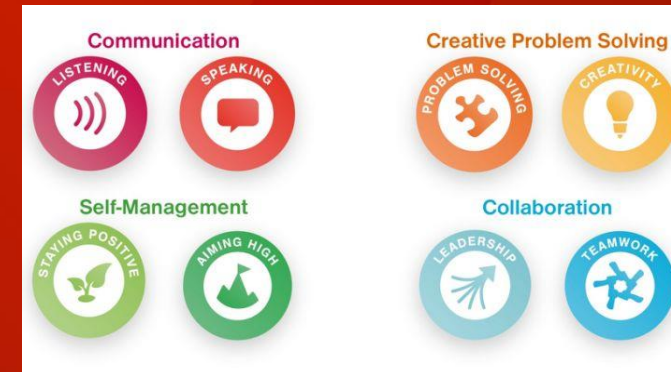 Communication
LISTENING
SPEAKING
Creative Problem Solving
PROBLEM SOLVING
CREATIVITY
Self-Management
STAYING POSITIVE
AIMING HIGH
Collaboration
LEADERSHIP
TEAMWORK